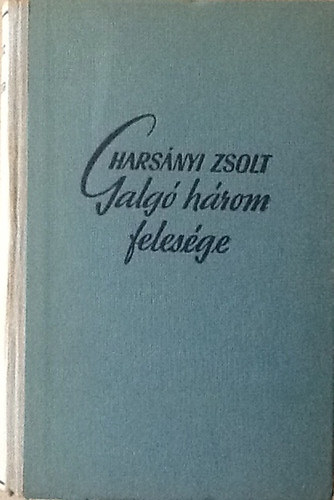 HARSÁNYI ZSOLT
Galgó három
felesége